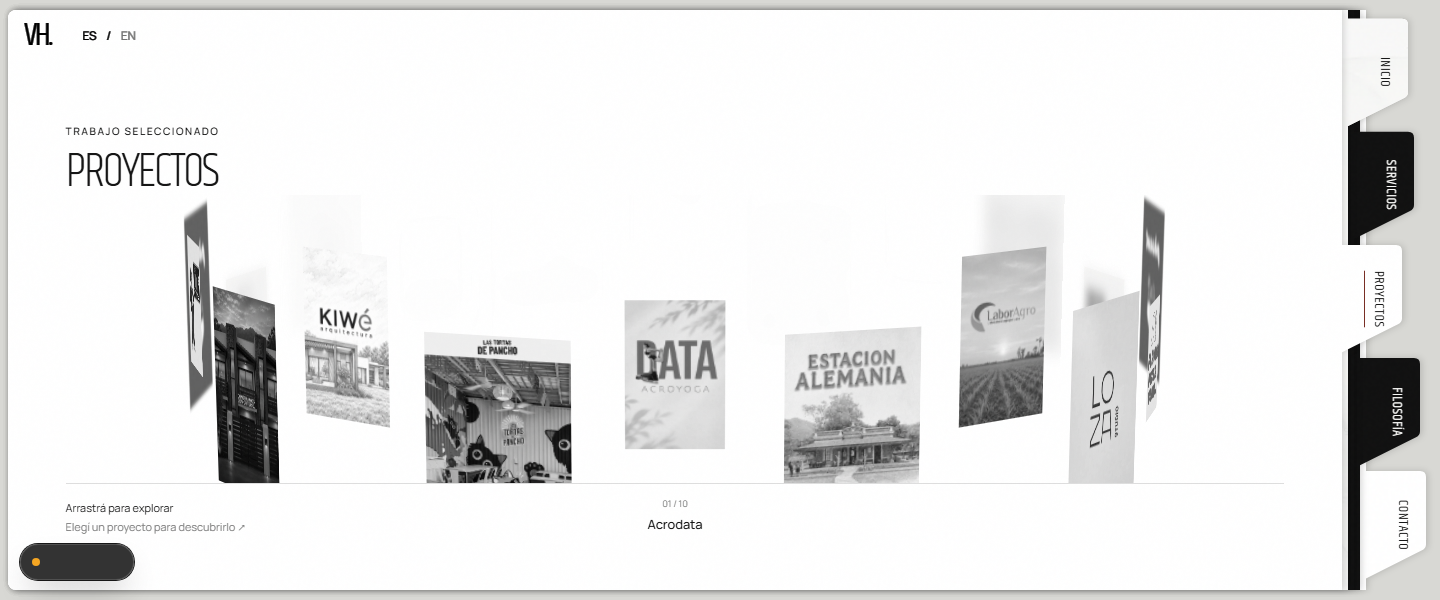 VH.
ES / EN
TRABAJO SELECCIONADO
PROYECTOS
KIWé
arquitectura
LAS TORTAS
DE PANCHO
DATA
ACROYOGA
ESTACION
ALEMANIA
LaborAgro
LO
ZA
01 / 10
Acrodata
Arrastrá para explorar
Elegí un proyecto para descubrirlo ↗
INICIO
SERVICIOS
PROYECTOS
FILOSOFÍA
CONTACTO